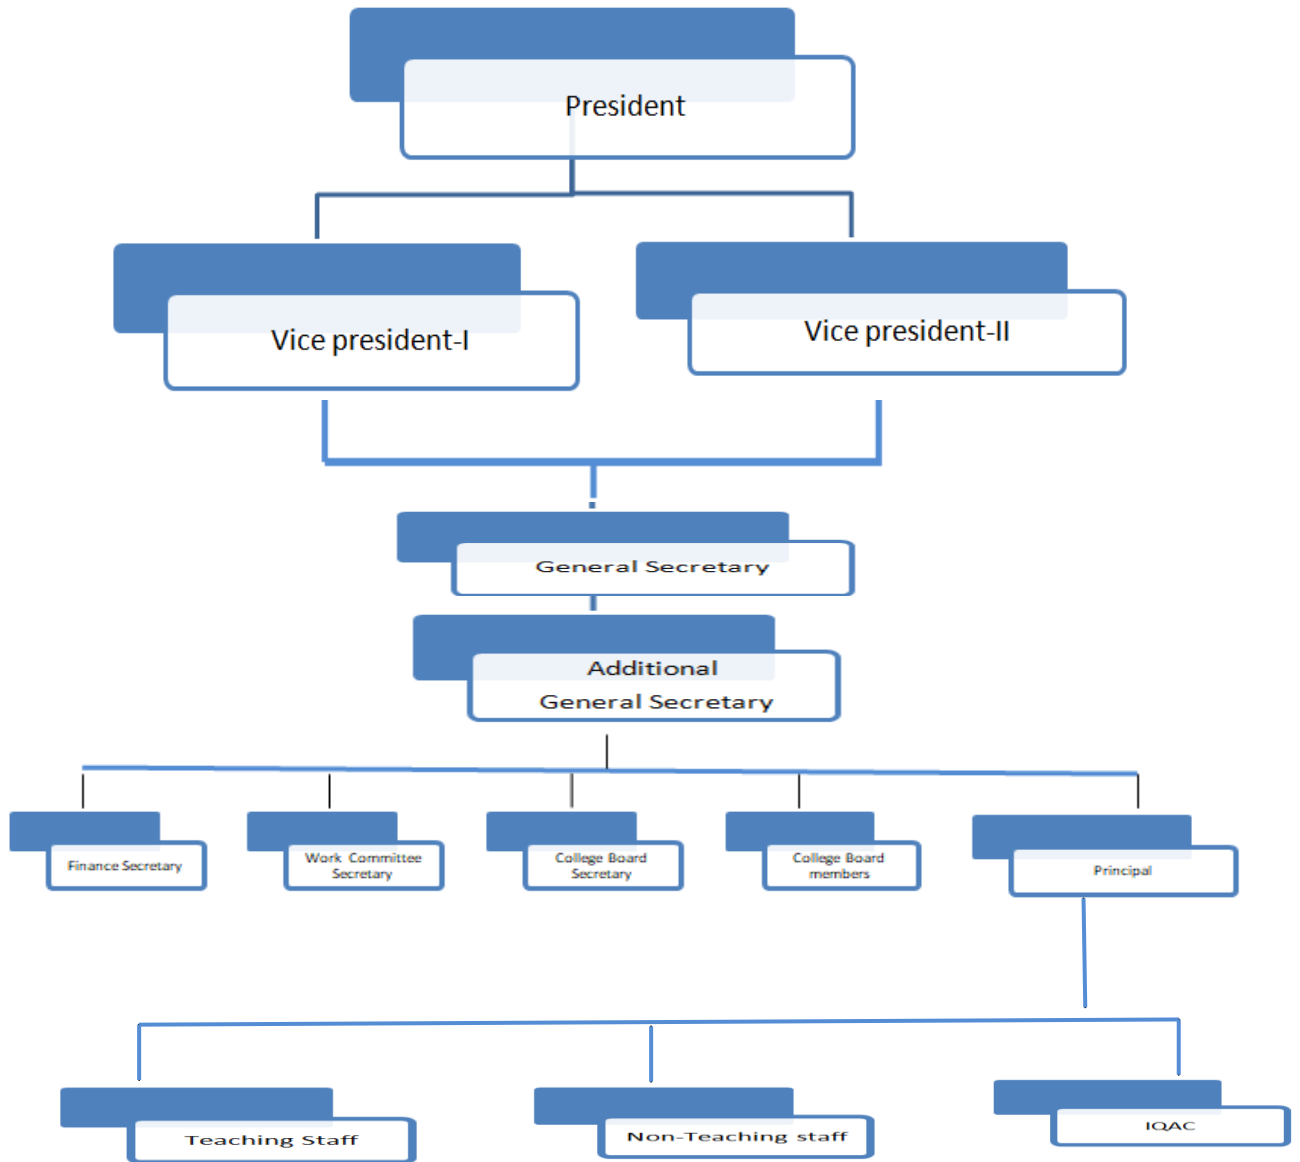 President
Vice president-I
Vice president-II
General Secretary
Additional
General Secretary
Finance Secretary
Work Committee
Secretary
College Board
Secretary
College Board
members
Principal
Teaching Staff
Non-Teaching staff
IQAC